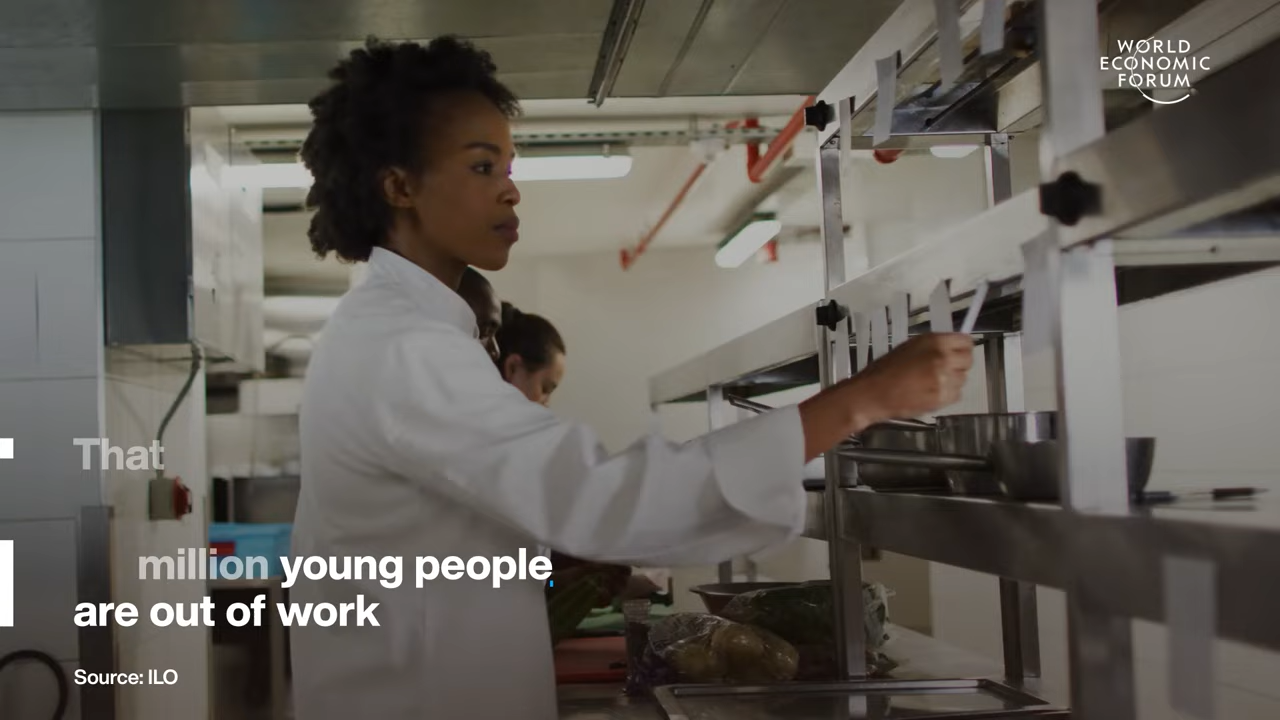 WORLD
ECONOMIC
FORUM
That
million young people
are out of work
Source: ILO